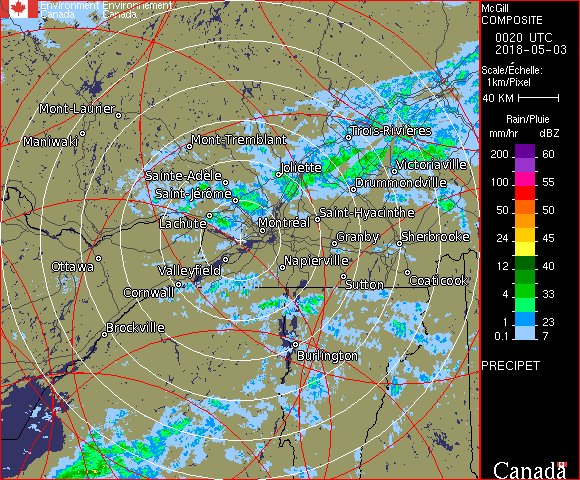 Environment Environnement
Canada Canada
Mont-Laurier
Maniwaki
Mont-Tremblant
Trois-Rivières
Sainte-Adèle
Joliette
Victoriaville
Saint-Jérôme
Drummondville
Lachute
Montréal
Saint-Hyacinthe
Granby
Sherbrooke
Ottawa
Valleyfield
Napierville
Cornwall
Sutton
Coaticook
Brockville
Burlington
McGill
COMPOSITE
0020 UTC
2018-05-03
Scale/Échelle:
1km/Pixel
40 KM
Rain/Pluie
mm/hr dBZ
200 60
100 55
50 50
24 45
12 40
4 33
2 23
0.1 7
PRECIPET
Canada